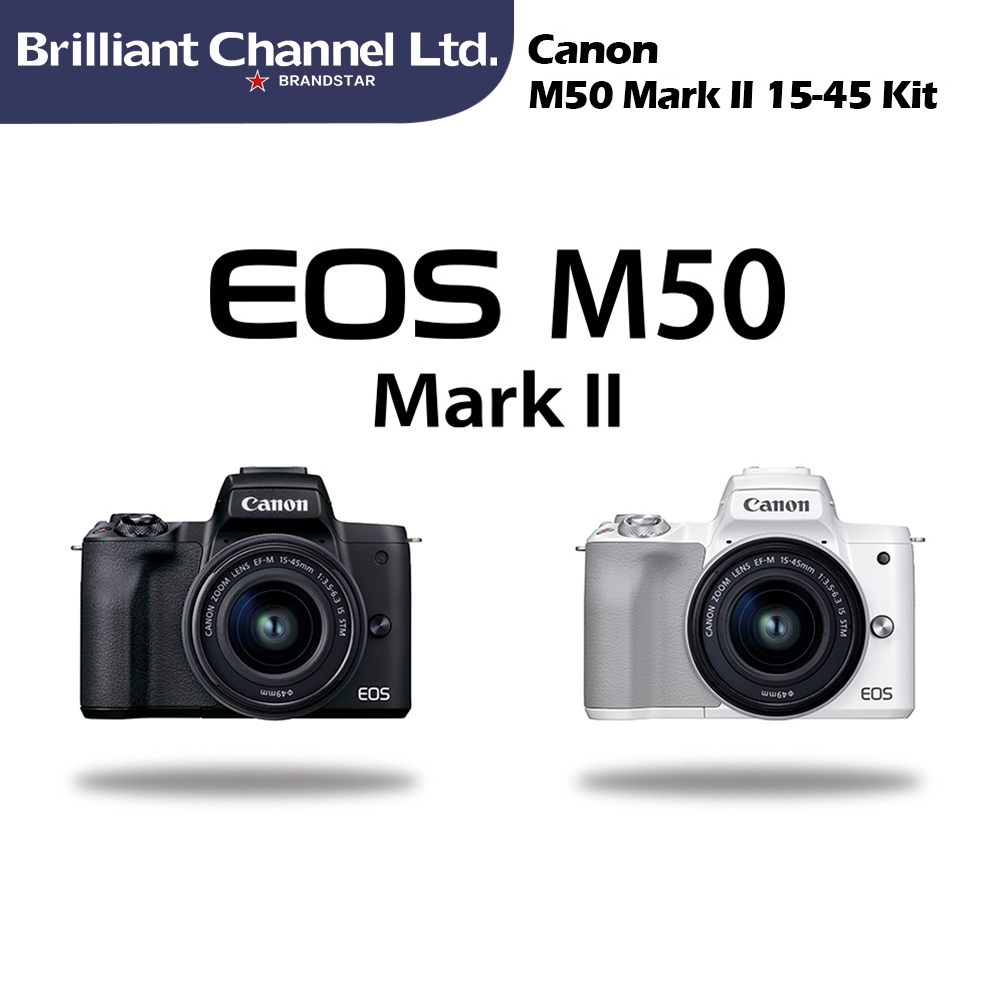 Brilliant Channel Ltd.
BRANDSTAR
Canon
M50 Mark II 15-45 Kit
EOS M50
Mark II
Canon
CANON ZOOM LENS EF-M 15-45mm 1:3.5-6.3 IS STM
Φ49mm
EOS
Canon
CANON ZOOM LENS EF-M 15-45mm 1:3.5-6.3 IS STM
Φ49mm
EOS